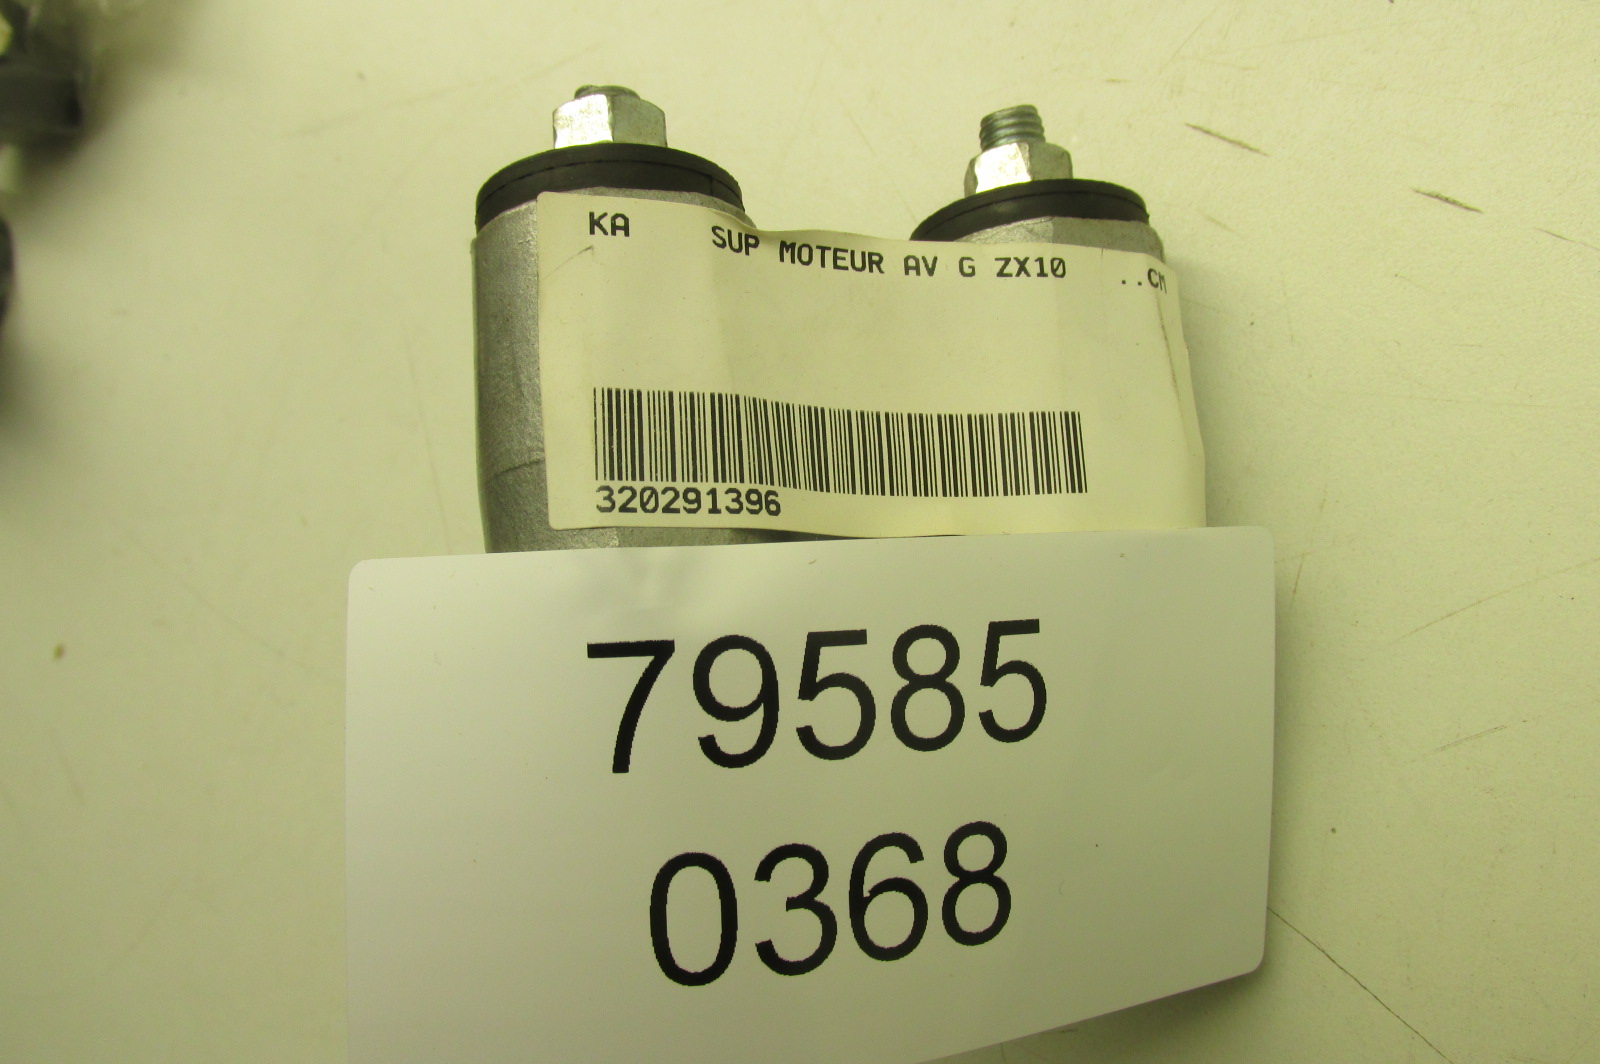 KA SUP MOTEUR AV G ZX10 ..CM
320291396
79585
0368